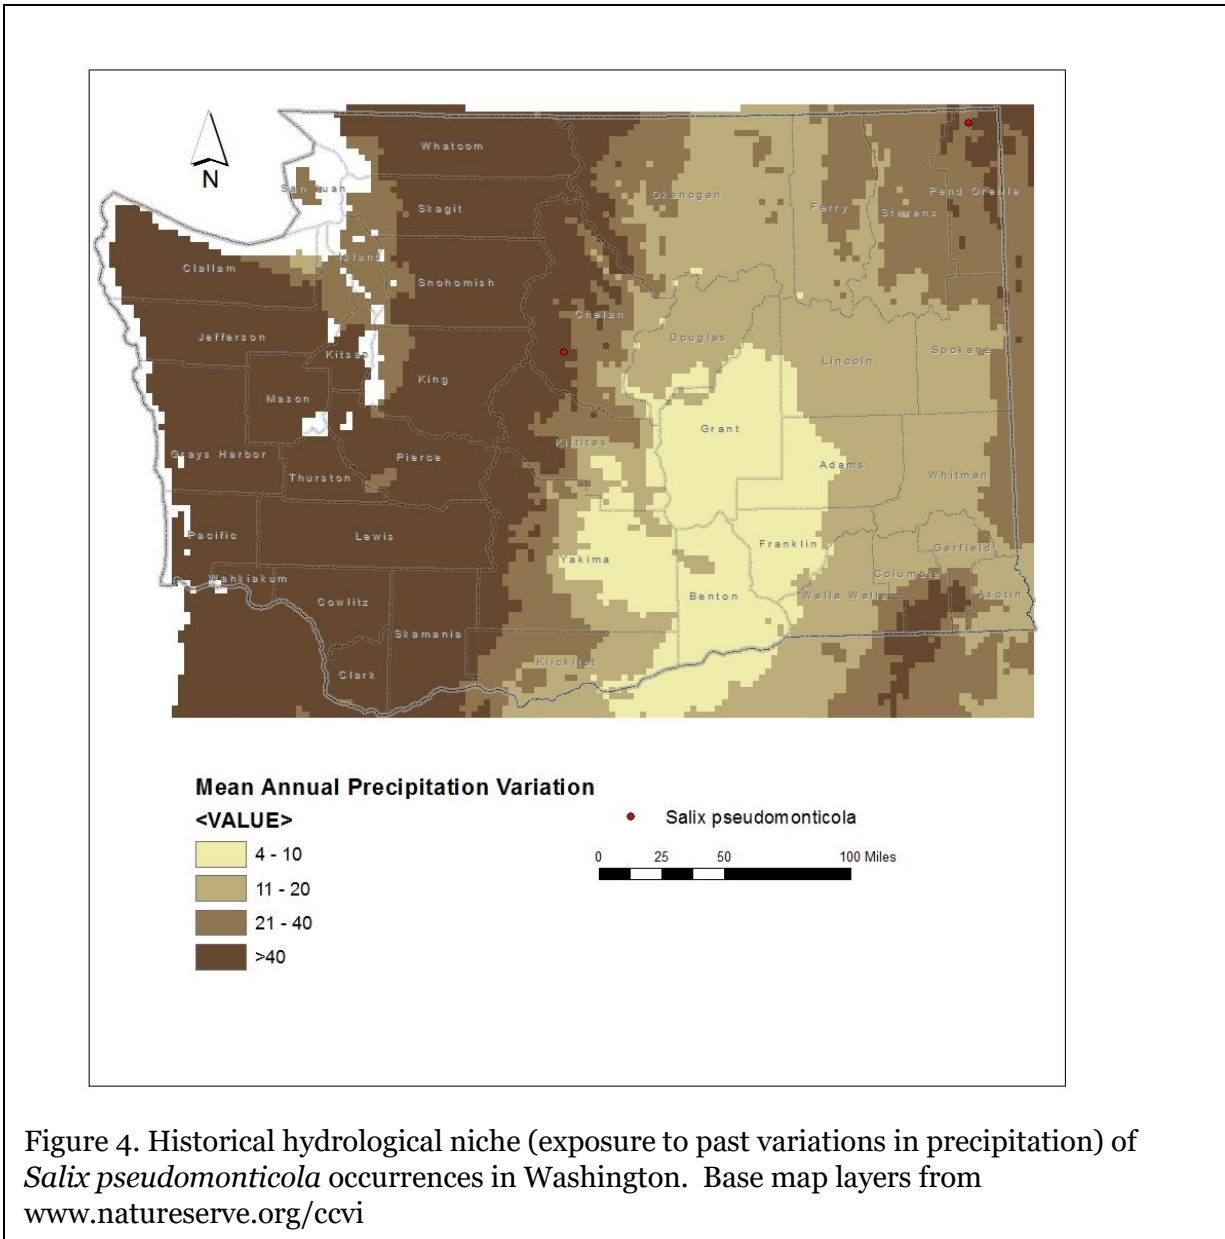 N
Whatcom
San Juan
Skagit
Okanogan
Ferry
Stevens
Pend Oreille
Island
Clallam
Snohomish
Chelan
Jefferson
Kitsap
Douglas
Lincoln
Spokane
King
Mason
Grant
Kittitas
Grays Harbor
Thurston
Pierce
Adams
Whitman
Pacific
Lewis
Yakima
Franklin
Garfield
Wahkiakum
Cowlitz
Benton
Columbia
Walla Walla
Asotin
Skamania
Klickitat
Clark
Mean Annual Precipitation Variation
<VALUE>
4 - 10
11 - 20
21 - 40
>40
Salix pseudomonticola
0 25 50 100 Miles
Figure 4. Historical hydrological niche (exposure to past variations in precipitation) of
Salix pseudomonticola occurrences in Washington. Base map layers from
www.natureserve.org/ccvi